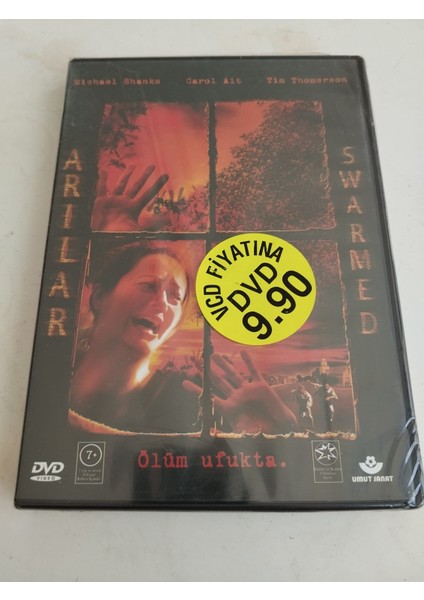 Michael Shanks Carol Alt Tim Thomerson
ARILAR
SWARMED
VCD FİYATINA
DVD
9.90
Ölüm ufukta.
DVD
VIDEO
7+
UMUT SANAT